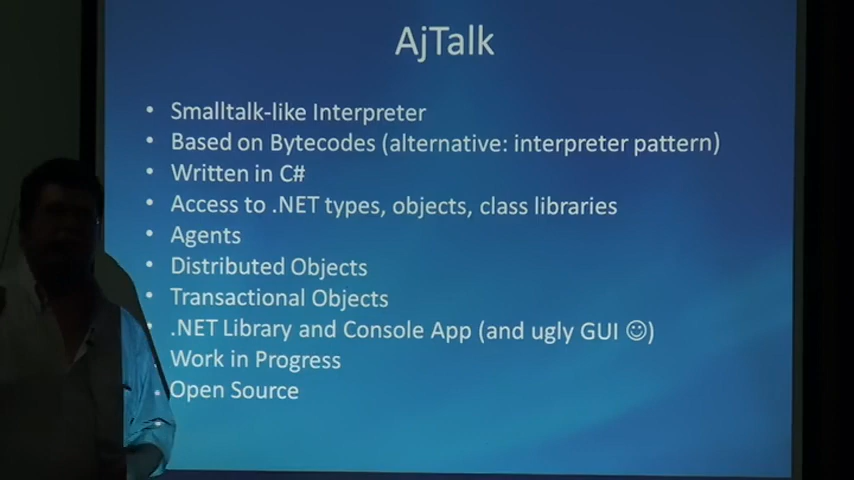 AjTalk
• Smalltalk-like Interpreter
• Based on Bytecodes (alternative: interpreter pattern)
• Written in C#
• Access to .NET types, objects, class libraries
• Agents
• Distributed Objects
• Transactional Objects
• .NET Library and Console App (and ugly GUI ☺)
• Work in Progress
• Open Source